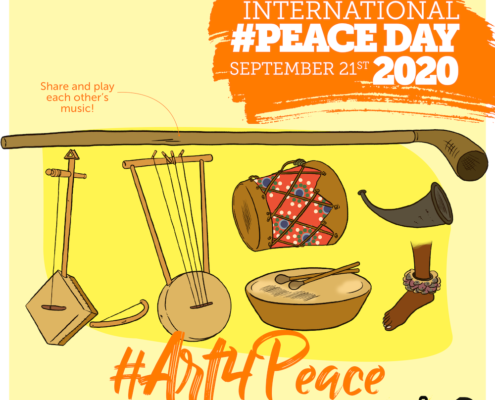 INTERNATIONAL
#PEACE DAY
SEPTEMBER 21ST 2020
Share and play
each other's
music!
#Art4Peace